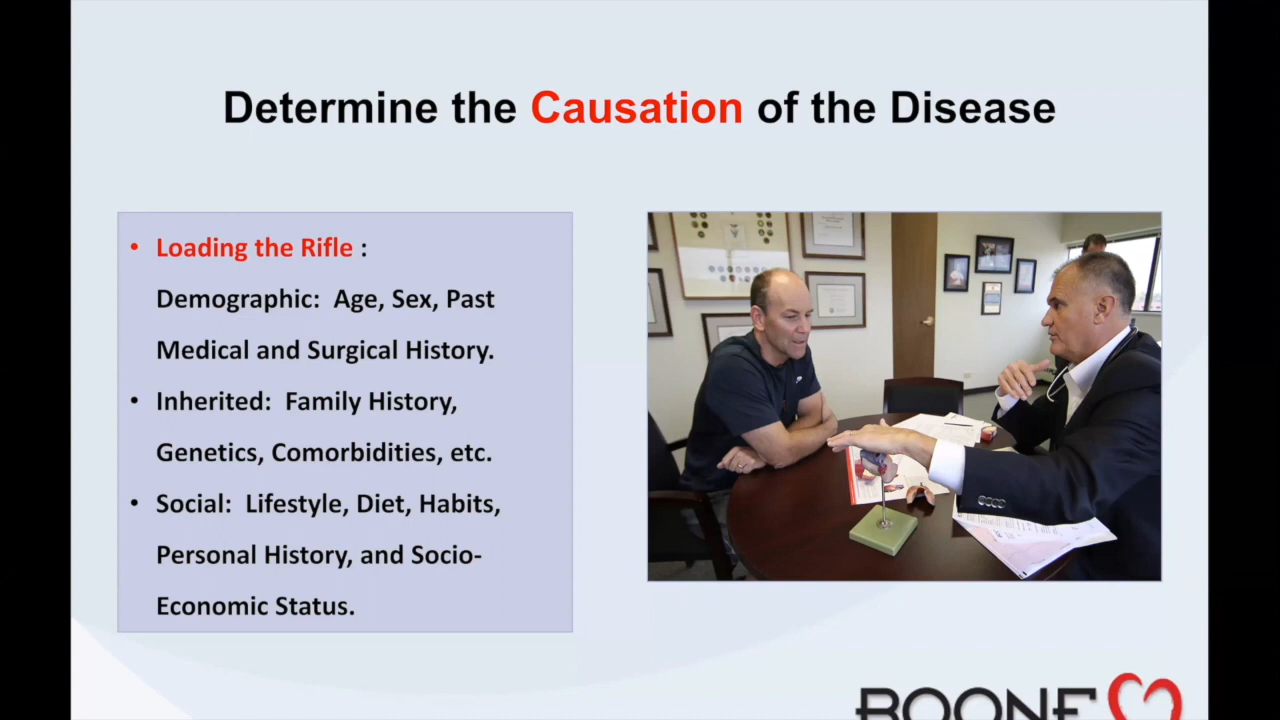 Determine the Causation of the Disease
• Loading the Rifle :
Demographic: Age, Sex, Past
Medical and Surgical History.
• Inherited: Family History,
Genetics, Comorbidities, etc.
• Social: Lifestyle, Diet, Habits,
Personal History, and Socio-
Economic Status.
BOONE